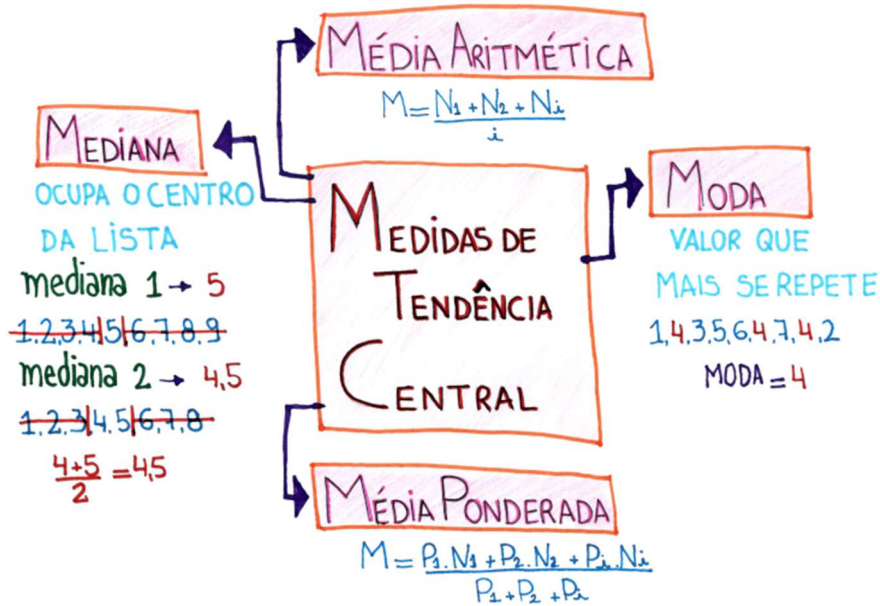 MÉDIA ARITMÉTICA
M = N1 + N2 + Ni
i
MEDIANA
OCUPA O CENTRO
DA LISTA
mediana 1 → 5
1,2,3,4|5|6,7,8,9
mediana 2 → 4,5
1,2,3|4,5|6,7,8
4+5
2
=4,5
MEDIDAS DE
TENDÊNCIA
CENTRAL
MODA
VALOR QUE
MAIS SE REPETE
1,4,3,5,6,4,7,4,2
MODA = 4
MÉDIA PONDERADA
M = P1.N1 + P2.N2 + Pi.Ni
P1 + P2 + Pi